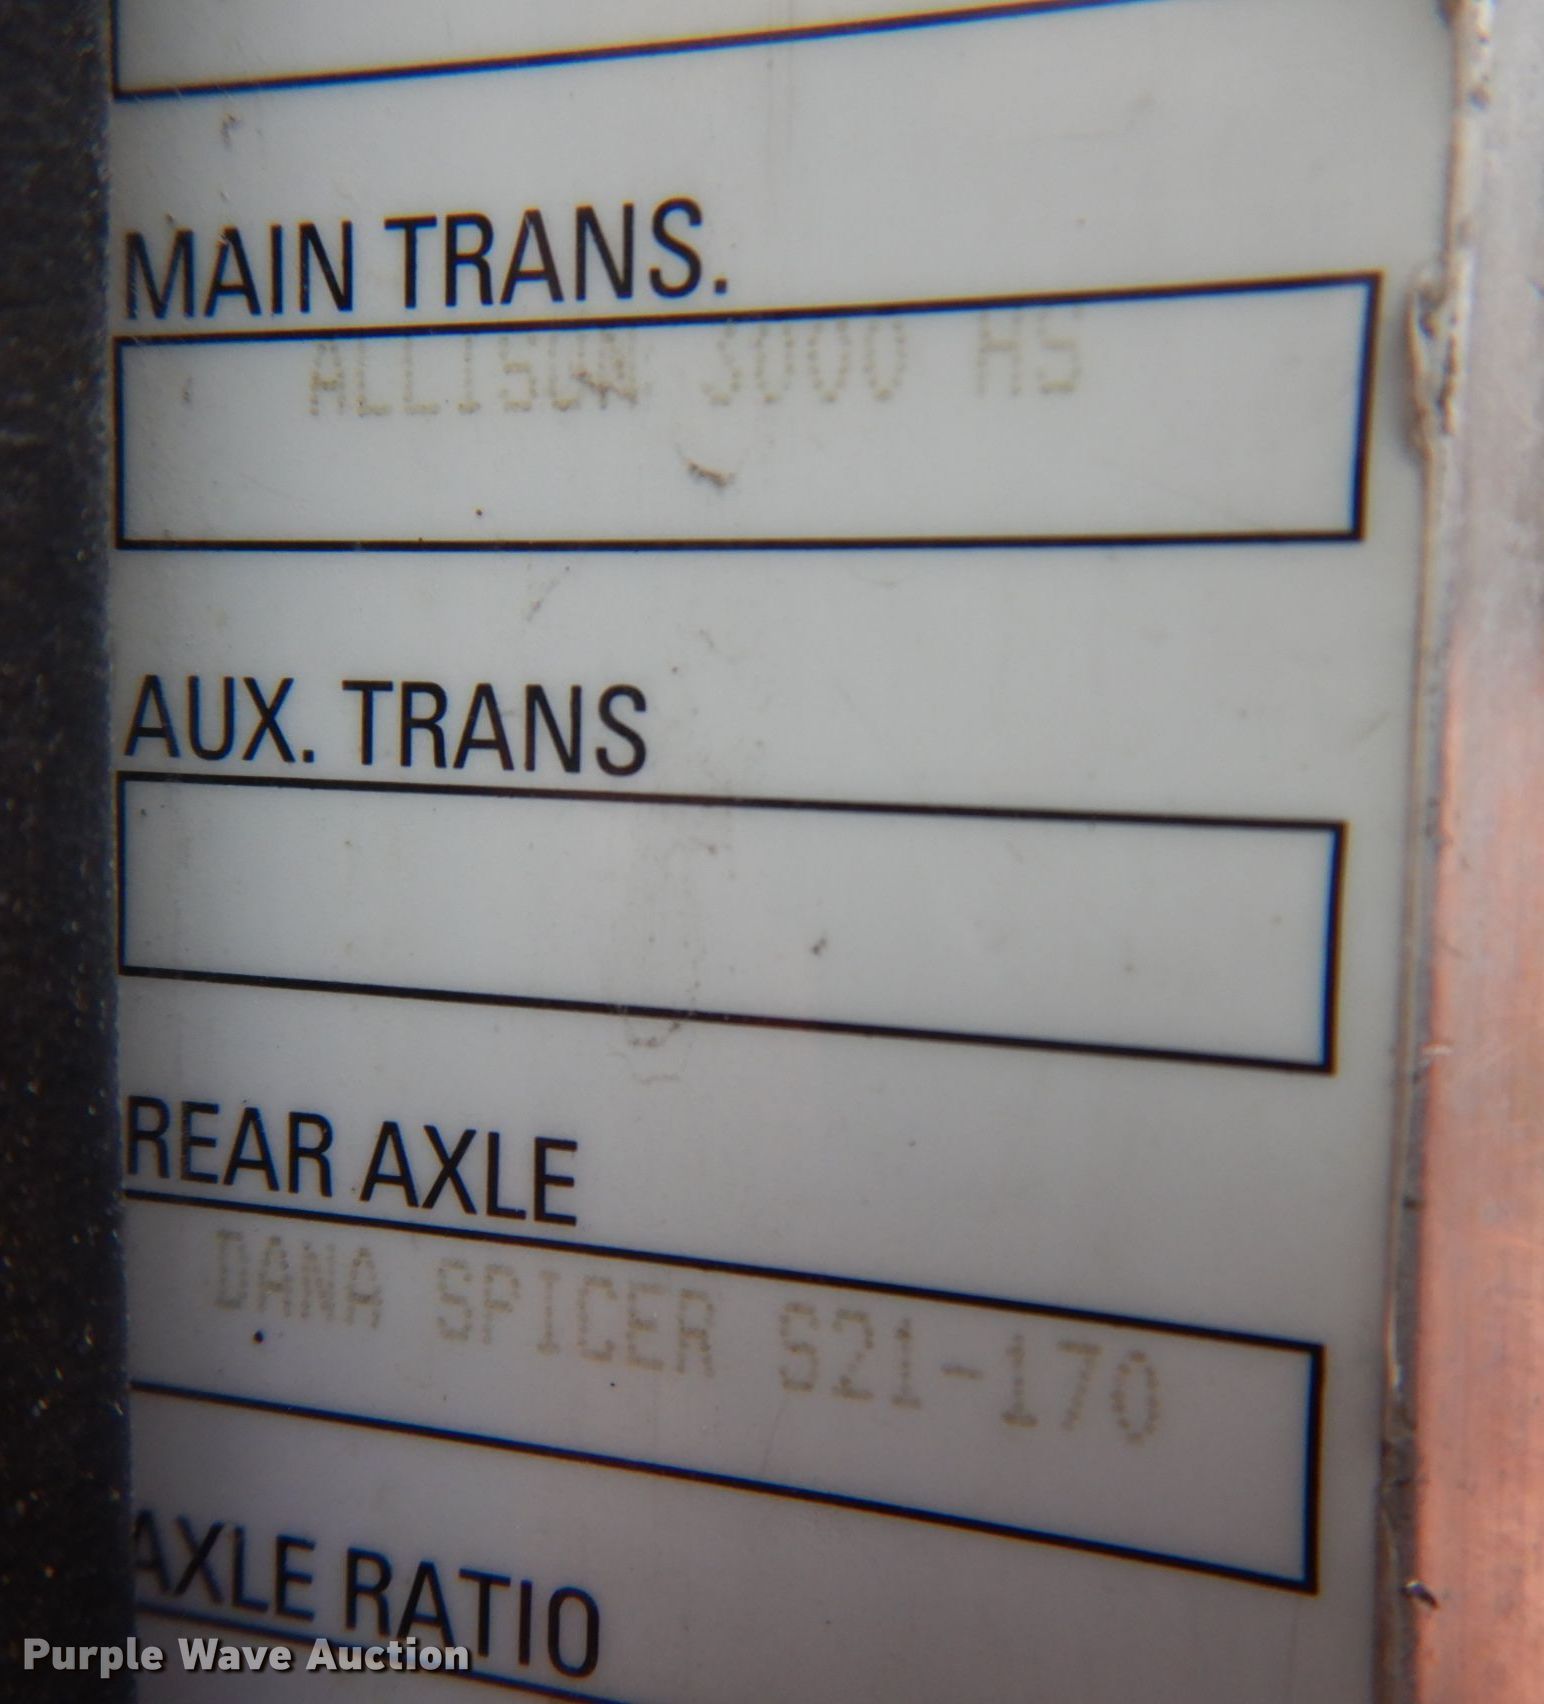 MAIN TRANS.
ALLISON 3000 HS
AUX. TRANS
REAR AXLE
DANA SPICER S21-170
AXLE RATIO
Purple Wave Auction